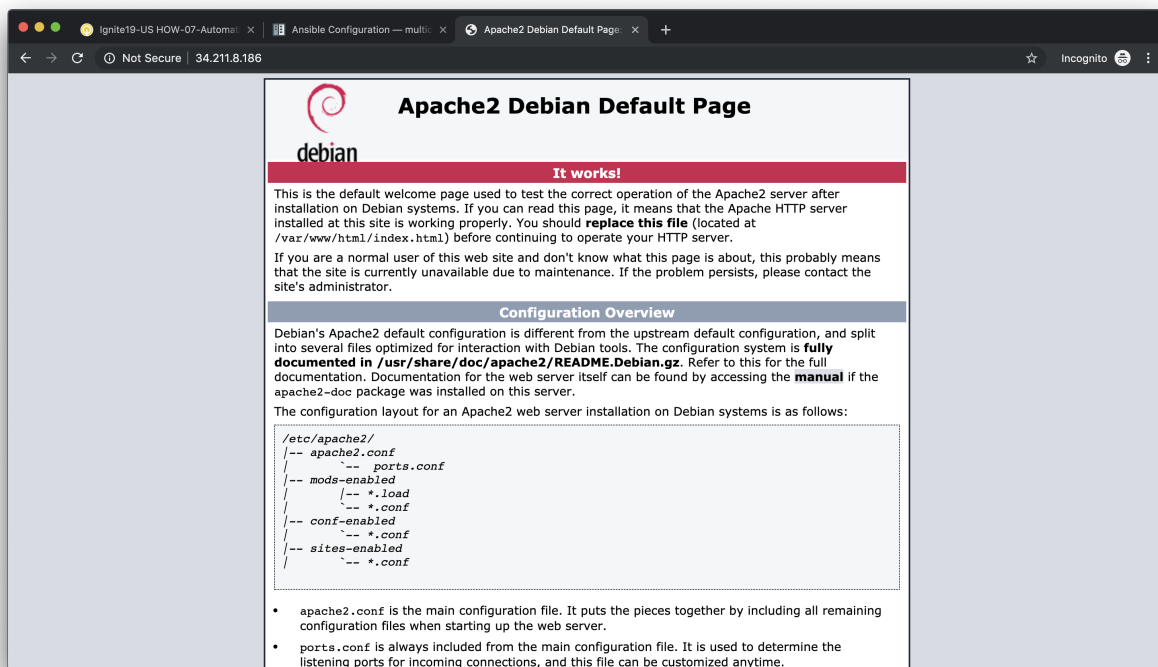 Ignite19-US HOW-07-Automat
Ansible Configuration — multic
Apache2 Debian Default Page:
Not Secure | 34.211.8.186
Incognito
debian
Apache2 Debian Default Page
It works!
This is the default welcome page used to test the correct operation of the Apache2 server after
installation on Debian systems. If you can read this page, it means that the Apache HTTP server
installed at this site is working properly. You should replace this file (located at
/var/www/html/index.html) before continuing to operate your HTTP server.
If you are a normal user of this web site and don't know what this page is about, this probably means
that the site is currently unavailable due to maintenance. If the problem persists, please contact the
site's administrator.
Configuration Overview
Debian's Apache2 default configuration is different from the upstream default configuration, and split
into several files optimized for interaction with Debian tools. The configuration system is fully
documented in /usr/share/doc/apache2/README.Debian.gz. Refer to this for the full
documentation. Documentation for the web server itself can be found by accessing the manual if the
apache2-doc package was installed on this server.
The configuration layout for an Apache2 web server installation on Debian systems is as follows:
/etc/apache2/
|-- apache2.conf
|       `--  ports.conf
|-- mods-enabled
|       |-- *.load
|       `-- *.conf
|-- conf-enabled
|       `-- *.conf
|-- sites-enabled
|       `-- *.conf
• apache2.conf is the main configuration file. It puts the pieces together by including all remaining
configuration files when starting up the web server.
• ports.conf is always included from the main configuration file. It is used to determine the
listening ports for incoming connections, and this file can be customized anytime.